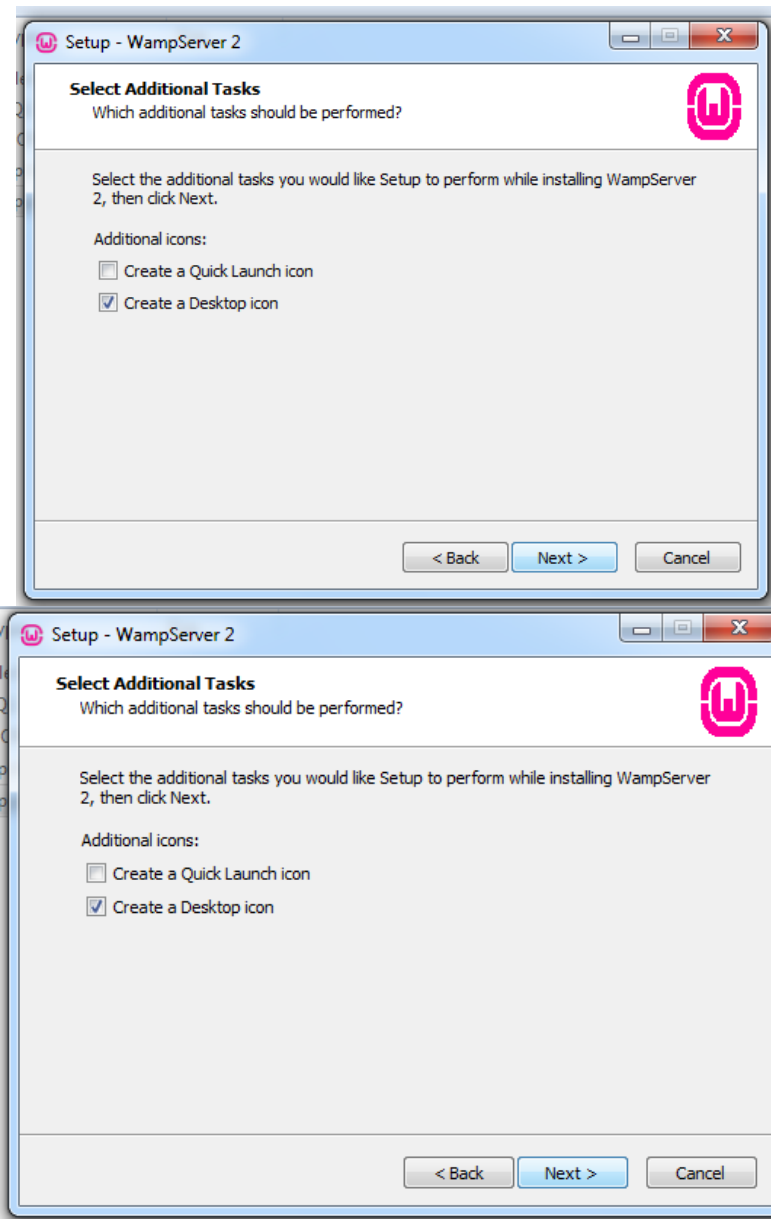 Setup - WampServer 2
Select Additional Tasks
Which additional tasks should be performed?
Select the additional tasks you would like Setup to perform while installing WampServer
2, then click Next.
Additional icons:
Create a Quick Launch icon
Create a Desktop icon
< Back Next > Cancel
Setup - WampServer 2
Select Additional Tasks
Which additional tasks should be performed?
Select the additional tasks you would like Setup to perform while installing WampServer
2, then click Next.
Additional icons:
Create a Quick Launch icon
Create a Desktop icon
< Back Next > Cancel